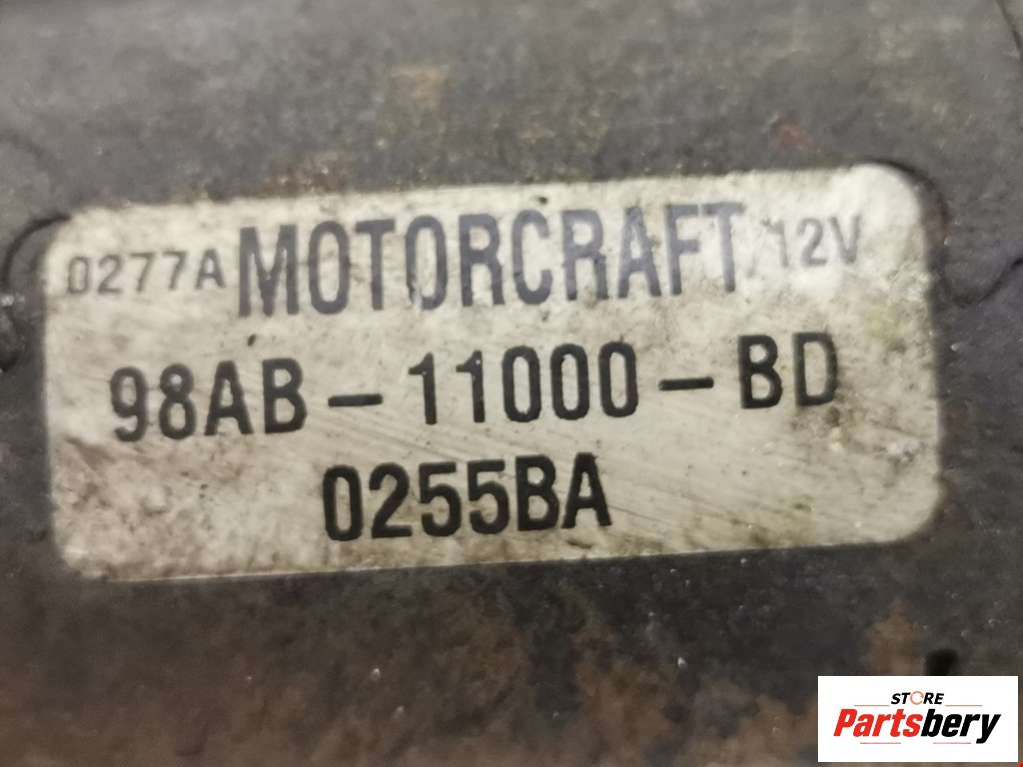 0277A MOTORCRAFT 12V
98AB-11000-BD
0255BA
STORE
Partsbery